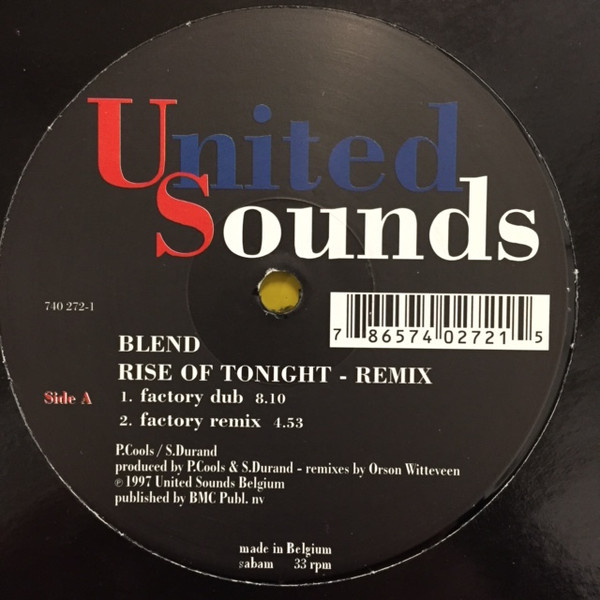 United
Sounds
740 272-1
7 86574 02721 5
BLEND
RISE OF TONIGHT - REMIX
Side A
1. factory dub 8.10
2. factory remix 4.53
P.Cools / S.Durand
produced by P.Cools & S.Durand - remixes by Orson Witteveen
℗ 1997 United Sounds Belgium
published by BMC Publ. nv
made in Belgium
sabam 33 rpm